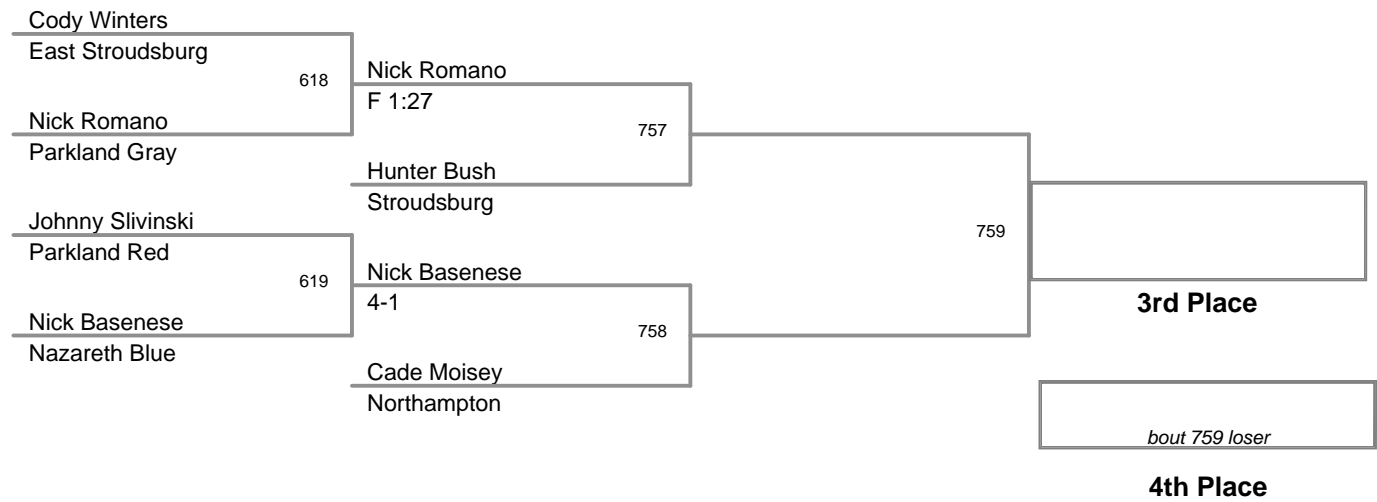 Cody Winters
East Stroudsburg
618
Nick Romano
F 1:27
Nick Romano
Parkland Gray
757
Hunter Bush
Stroudsburg
Johnny Slivinski
Parkland Red
759
619
Nick Basenese
4-1
3rd Place
Nick Basenese
Nazareth Blue
758
Cade Moisey
Northampton
bout 759 loser
4th Place